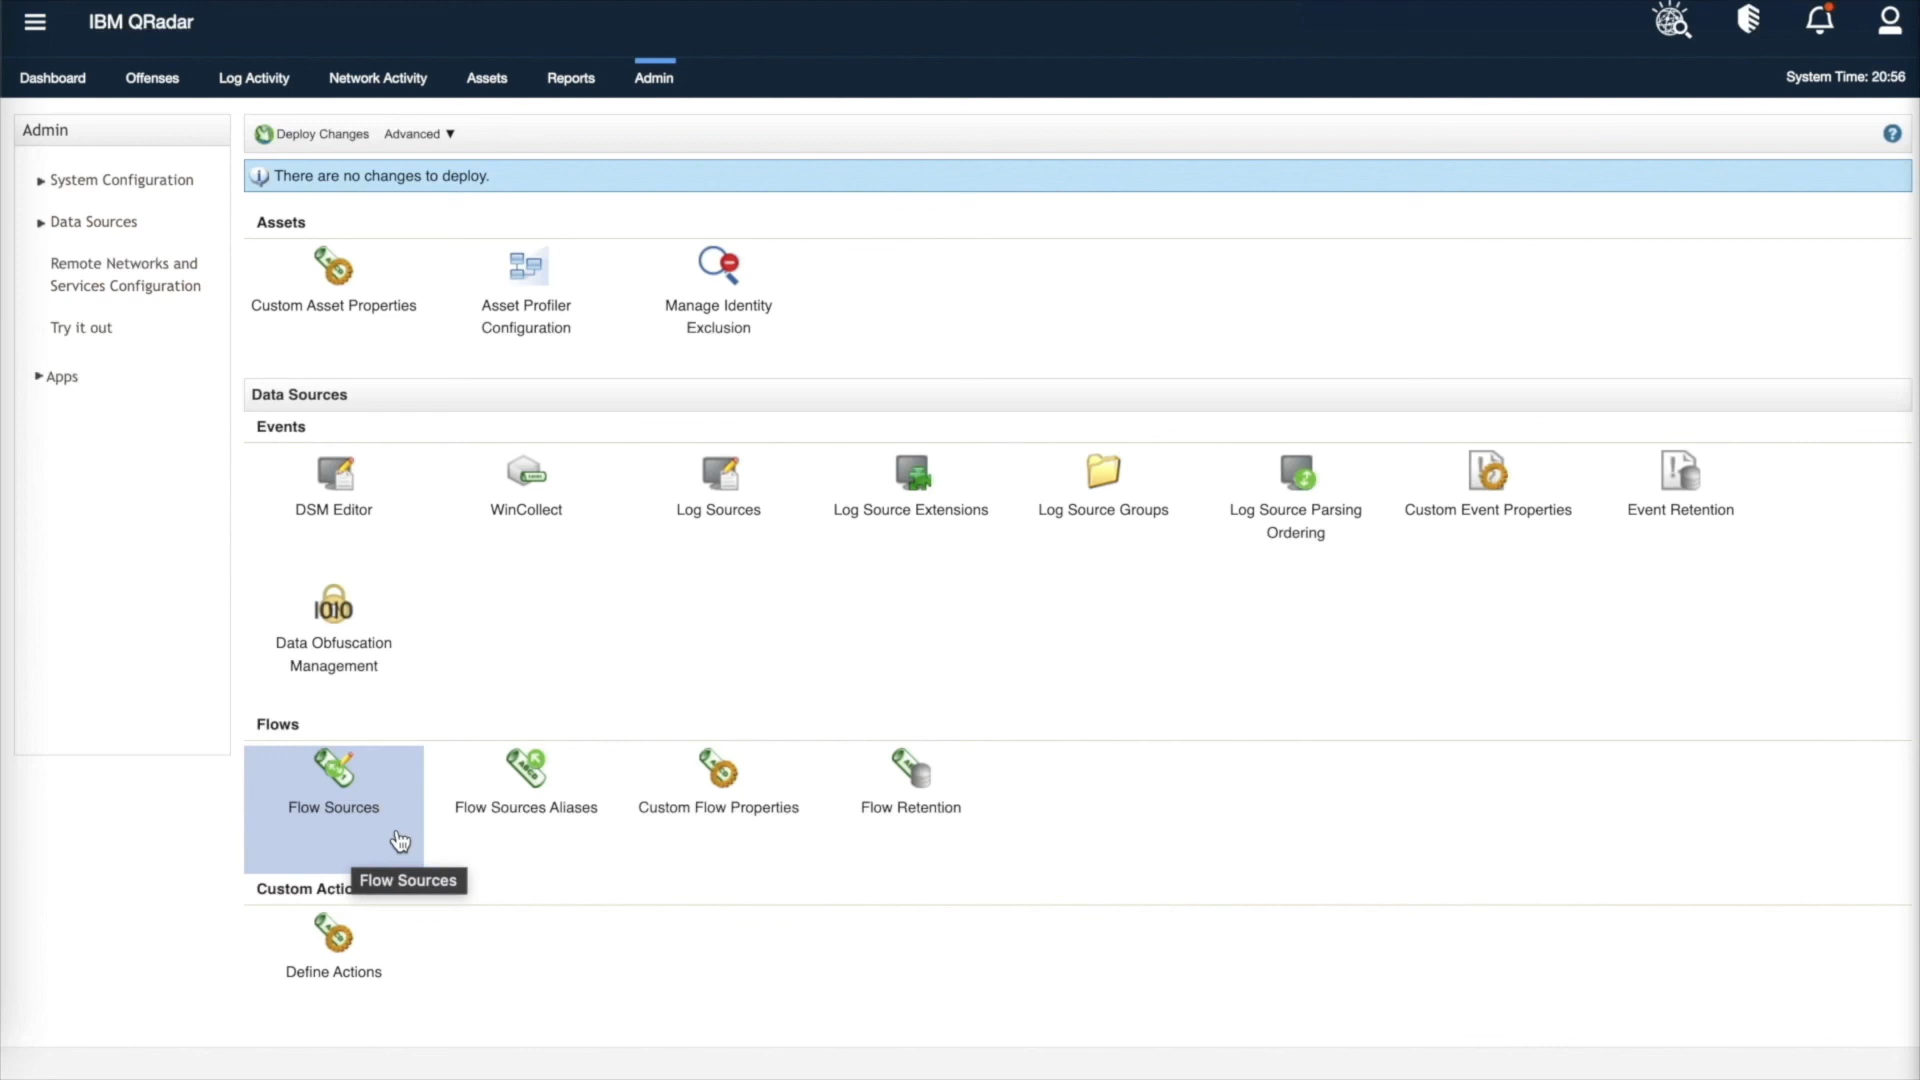 IBM QRadar
Dashboard Offenses Log Activity Network Activity Assets Reports Admin System Time: 20:56
Admin
System Configuration
Data Sources
Remote Networks and
Services Configuration
Try it out
Apps
Deploy Changes Advanced ▼
There are no changes to deploy.
Assets
Custom Asset Properties
Asset Profiler
Configuration
Manage Identity
Exclusion
Data Sources
Events
DSM Editor
WinCollect
Log Sources
Log Source Extensions
Log Source Groups
Log Source Parsing
Ordering
Custom Event Properties
Event Retention
1010
Data Obfuscation
Management
Flows
Flow Sources
Flow Sources Aliases
Custom Flow Properties
Flow Retention
Flow Sources
Custom Actio
Define Actions